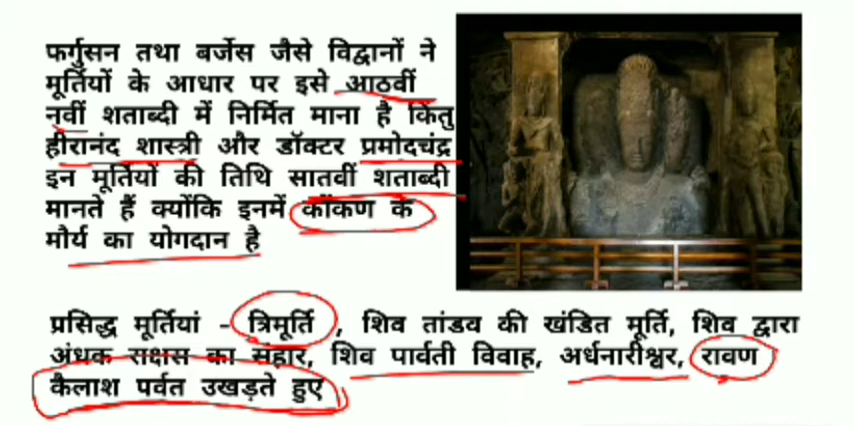 फर्गुसन तथा बर्जेस जैसे विद्वानों ने
मूर्तियों के आधार पर इसे आठवीं
नवीं शताब्दी में निर्मित माना है किंतु
हीरानंद शास्त्री और डॉक्टर प्रमोदचंद्र
इन मूर्तियों की तिथि सातवीं शताब्दी
मानते हैं क्योंकि इनमें कोंकण के
मौर्य का योगदान है
प्रसिद्ध मूर्तियां - त्रिमूर्ति , शिव तांडव की खंडित मूर्ति, शिव द्वारा
अंधक राक्षस का संहार, शिव पार्वती विवाह, अर्धनारीश्वर, रावण
कैलाश पर्वत उखड़ते हुए